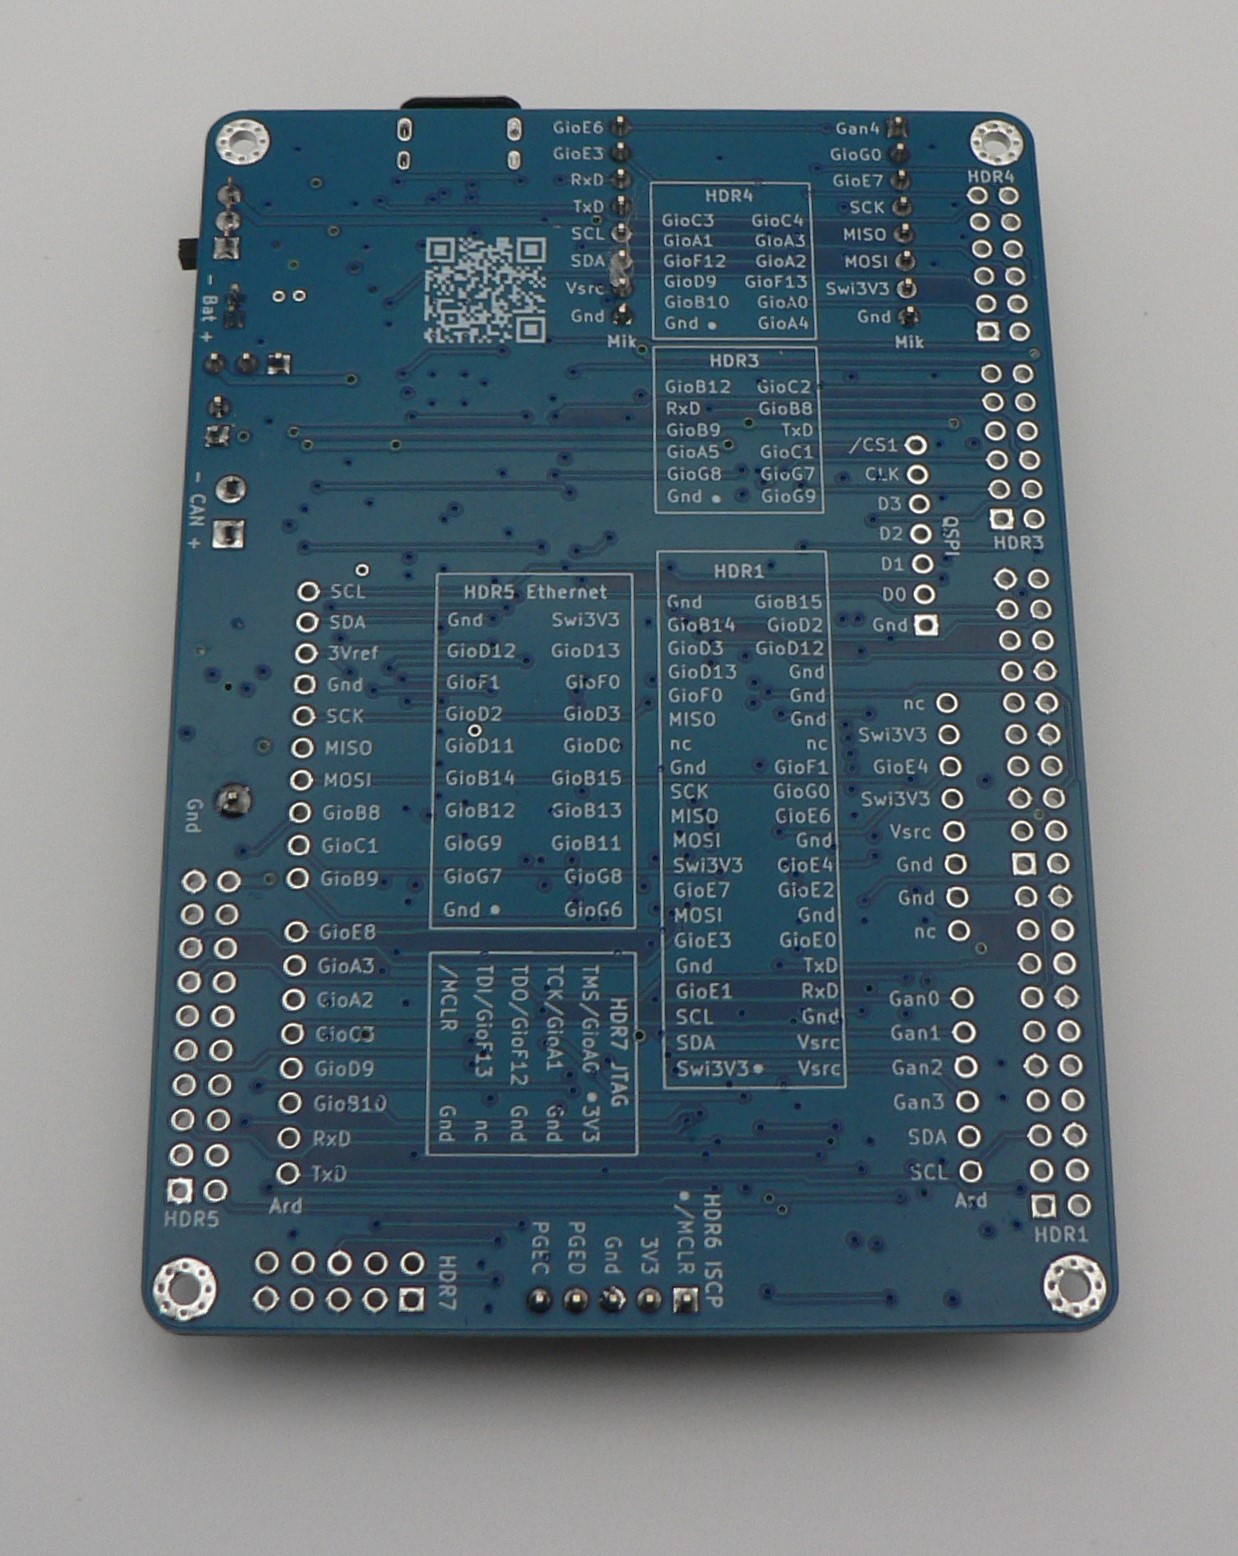 GioE6
GioE3
RxD
TxD
SCL
SDA
Vsrc
Gnd
Mik
Gan4
GioG0
GioE7
SCK
MISO
MOSI
Swi3V3
Gnd
Mik
HDR4
HDR4
GioC3 GioC4
GioA1 GioA3
GioF12 GioA2
GioD9 GioF13
GioB10 GioA0
Gnd GioA4
- Bat +
HDR3
GioB12 GioC2
RxD GioB8
GioB9 TxD
GioA5 GioC1
GioG8 GioG7
Gnd GioG9
/CS1
CLK
D3
D2
D1
D0
Gnd
QSPI
HDR3
- CAN +
SCL
SDA
3Vref
Gnd
SCK
MISO
MOSI
GioB8
GioC1
GioB9
Gnd
HDR5 Ethernet
Gnd Swi3V3
GioD12 GioD13
GioF1 GioF0
GioD2 GioD3
GioD11 GioD0
GioB14 GioB15
GioB12 GioB13
GioG9 GioB11
GioG7 GioG8
Gnd GioG6
HDR1
Gnd GioB15
GioB14 GioD2
GioD3 GioD12
GioD13 Gnd
GioF0 Gnd
MISO Gnd
nc nc
Gnd GioF1
SCK GioG0
MISO GioE6
MOSI Gnd
Swi3V3 GioE4
GioE7 GioE2
MOSI Gnd
GioE3 GioE0
Gnd TxD
GioE1 RxD
SCL Gnd
SDA Vsrc
Swi3V3 Vsrc
nc
Swi3V3
GioE4
Swi3V3
Vsrc
Gnd
Gnd
nc
GioE8
GioA3
GioA2
GioD9
GioB10
RxD
TxD
Ard
HDR5
HDR7 JTAG
3V3
TCK/GioA1 Gnd
TDO/GioF12 Gnd
TDI/GioF13 nc
/MCLR Gnd
Gan0
Gan1
Gan2
Gan3
SDA
SCL
Ard
HDR1
HDR7
HDR6 ISCP
/MCLR
3V3
Gnd
PGED
PGEC